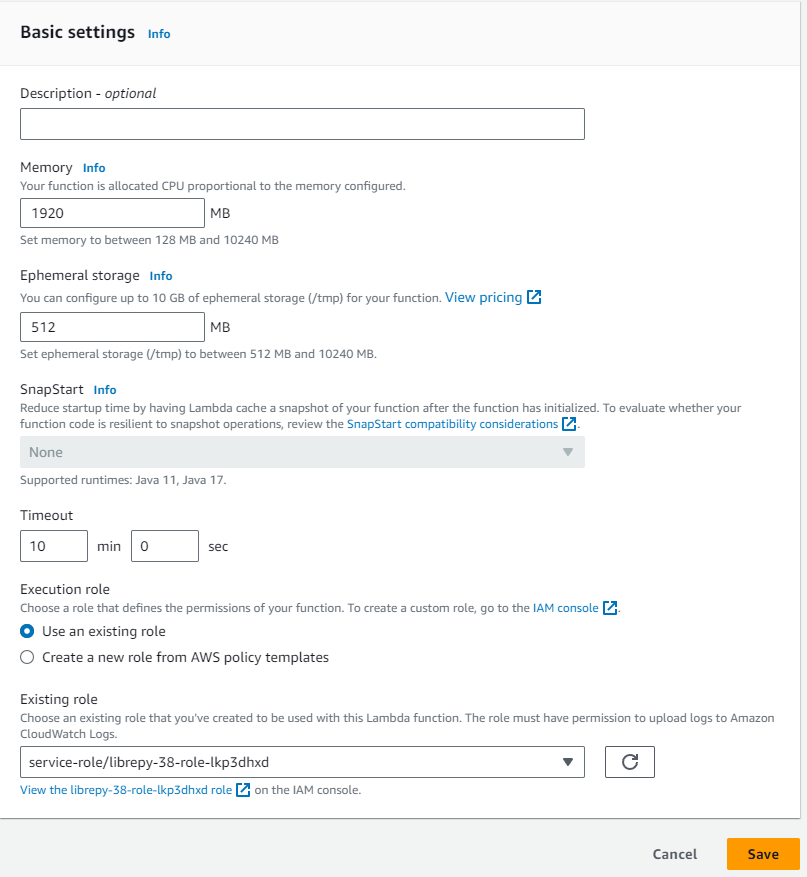 Basic settings Info
Description - optional
Memory Info
Your function is allocated CPU proportional to the memory configured.
1920 MB
Set memory to between 128 MB and 10240 MB
Ephemeral storage Info
You can configure up to 10 GB of ephemeral storage (/tmp) for your function. View pricing
512 MB
Set ephemeral storage (/tmp) to between 512 MB and 10240 MB.
SnapStart Info
Reduce startup time by having Lambda cache a snapshot of your function after the function has initialized. To evaluate whether your
function code is resilient to snapshot operations, review the SnapStart compatibility considerations.
None
Supported runtimes: Java 11, Java 17.
Timeout
10 min 0 sec
Execution role
Choose a role that defines the permissions of your function. To create a custom role, go to the IAM console.
Use an existing role
Create a new role from AWS policy templates
Existing role
Choose an existing role that you've created to be used with this Lambda function. The role must have permission to upload logs to Amazon
CloudWatch Logs.
service-role/librepy-38-role-lkp3dhxd
View the librepy-38-role-lkp3dhxd role on the IAM console.
Cancel Save